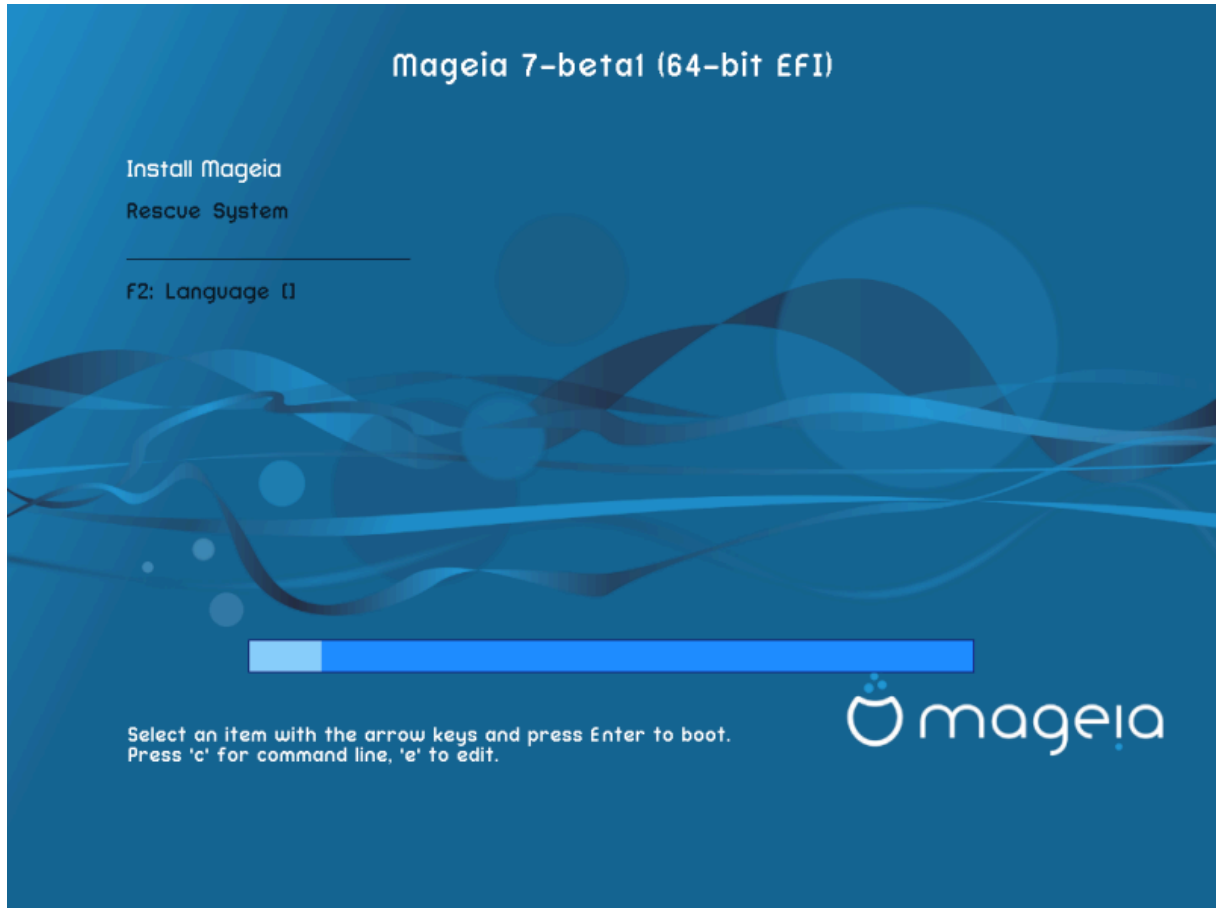 Mageia 7-beta1 (64-bit EFI)
Install Mageia
Rescue System
F2: Language []
Select an item with the arrow keys and press Enter to boot.
Press 'c' for command line, 'e' to edit.
mageia